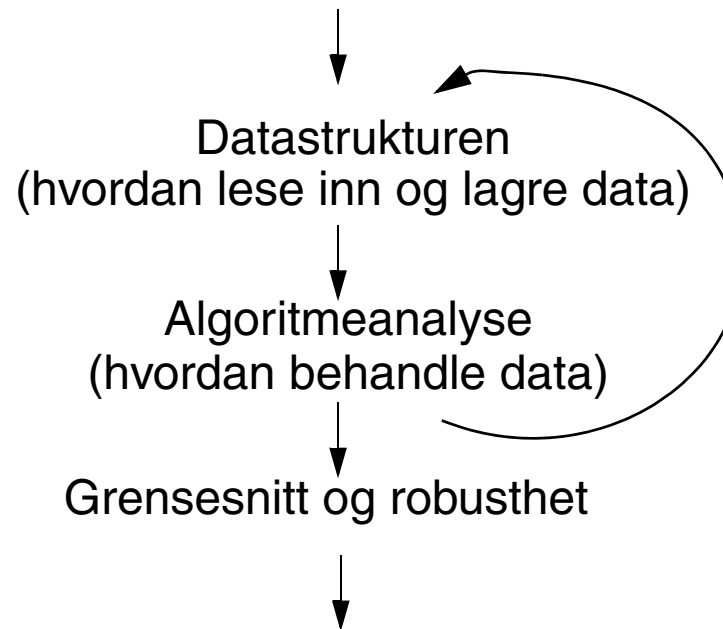 Datastrukturen
(hvordan lese inn og lagre data)
Algoritmeanalyse
(hvordan behandle data)
Grensesnitt og robusthet